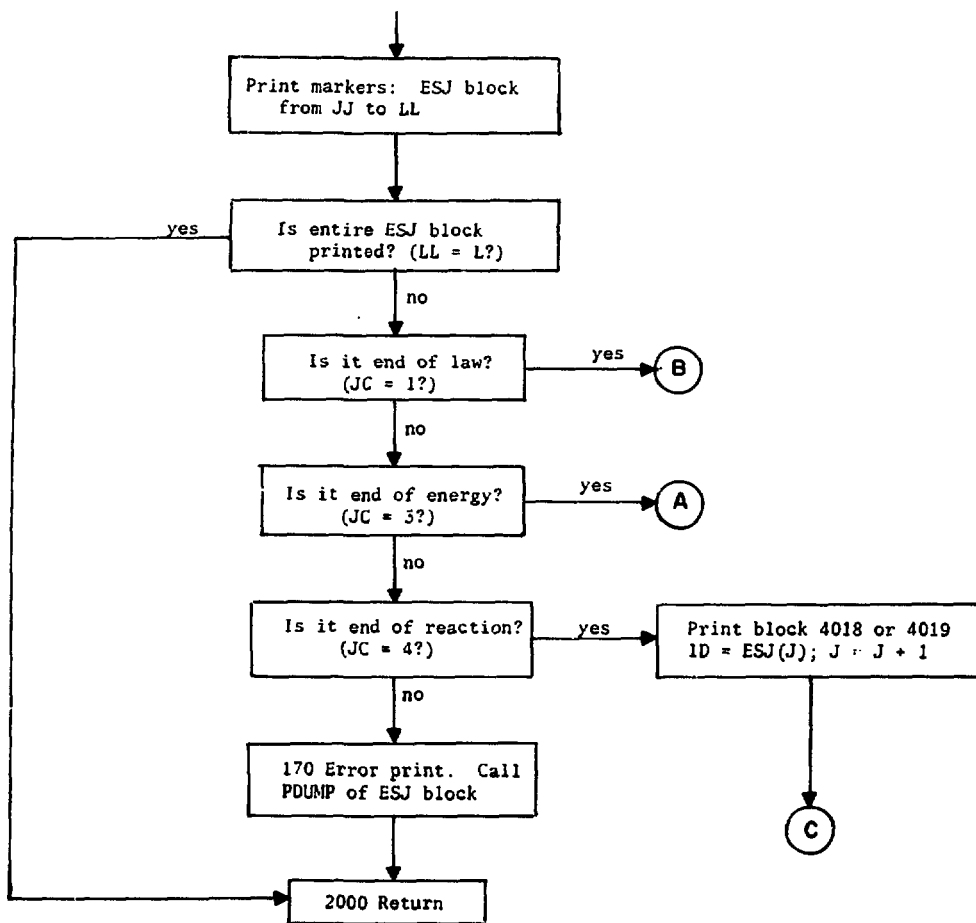 Print markers: ESJ block
from JJ to LL
yes
Is entire ESJ block
printed? (LL = L?)
no
Is it end of law?
(JC = 1?)
yes
B
no
Is it end of energy?
(JC = 3?)
yes
A
no
Is it end of reaction?
(JC = 4?)
yes
Print block 4018 or 4019
1D = ESJ(J); J = J + 1
no
170 Error print. Call
PDUMP of ESJ block
C
2000 Return